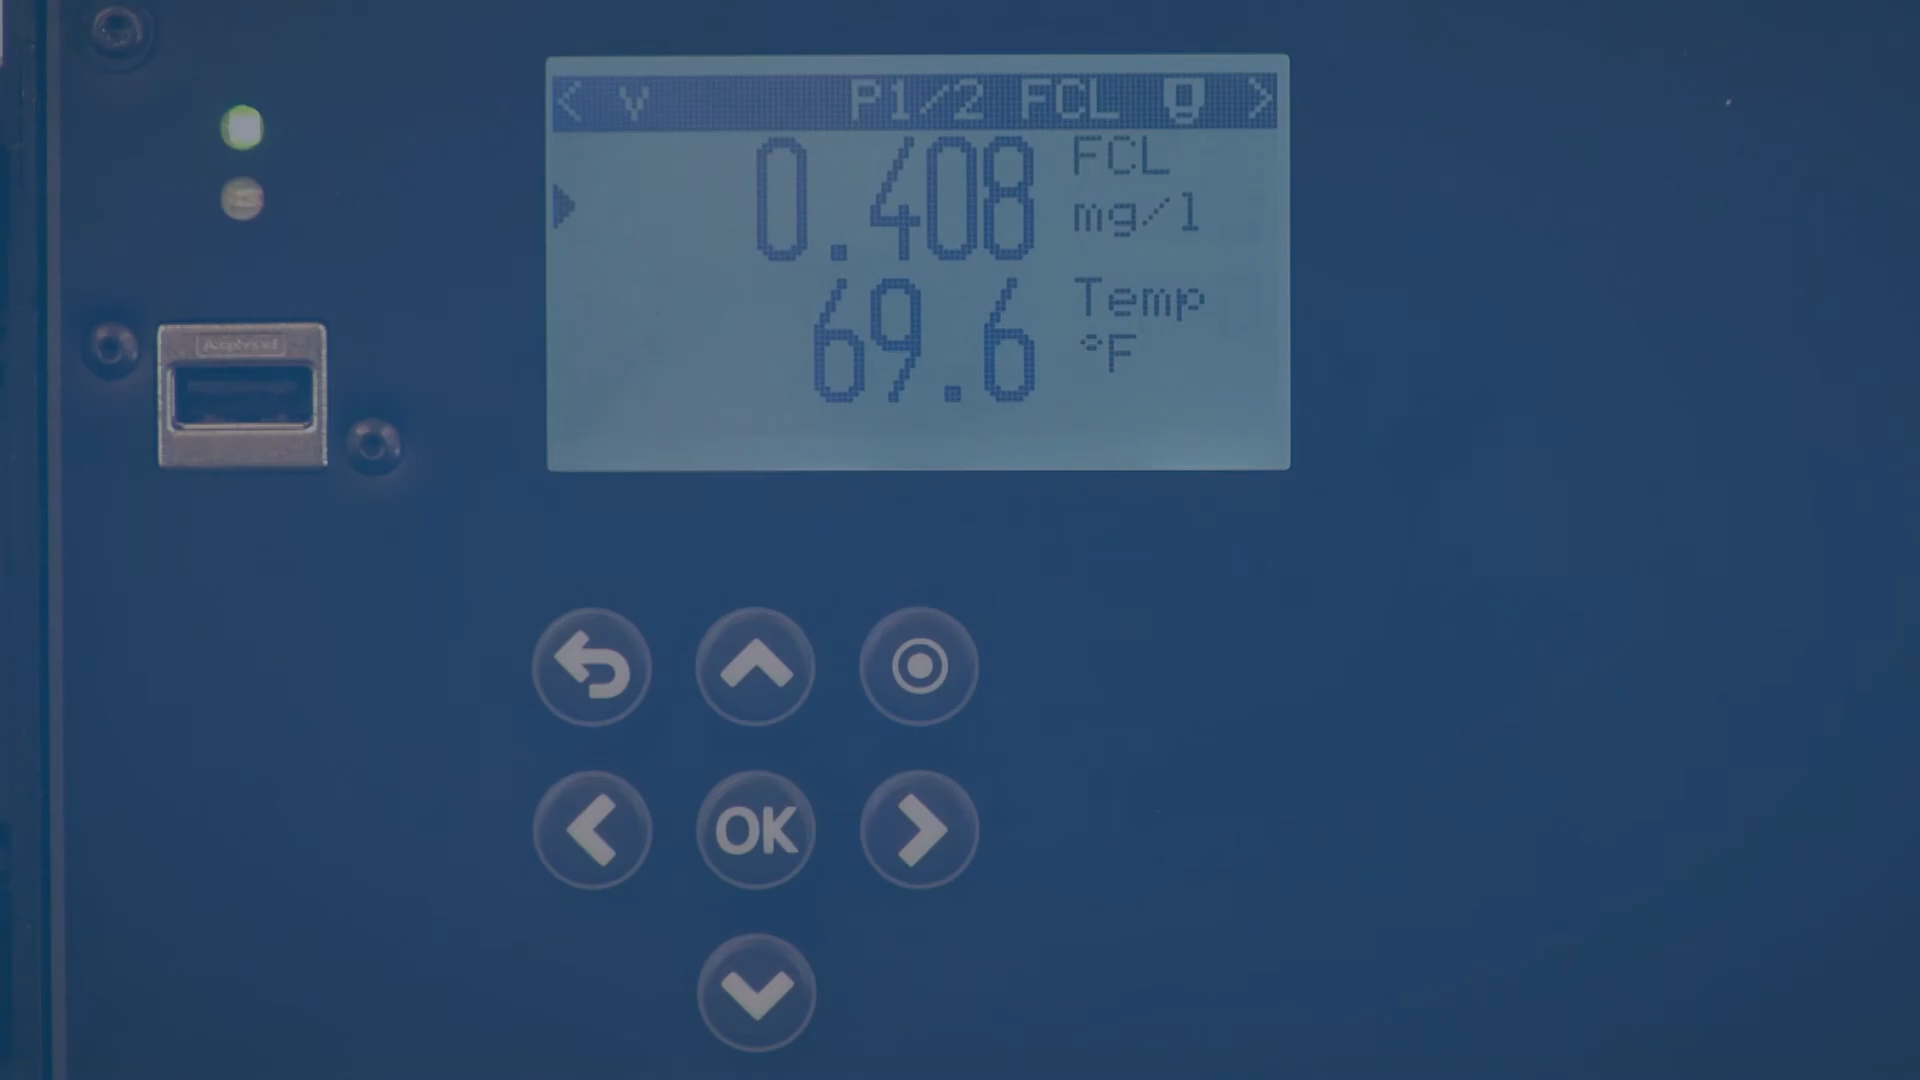 < Y P1/2 FCL >
0.408 FCL
mg/l
69.6 Temp
°F
OK